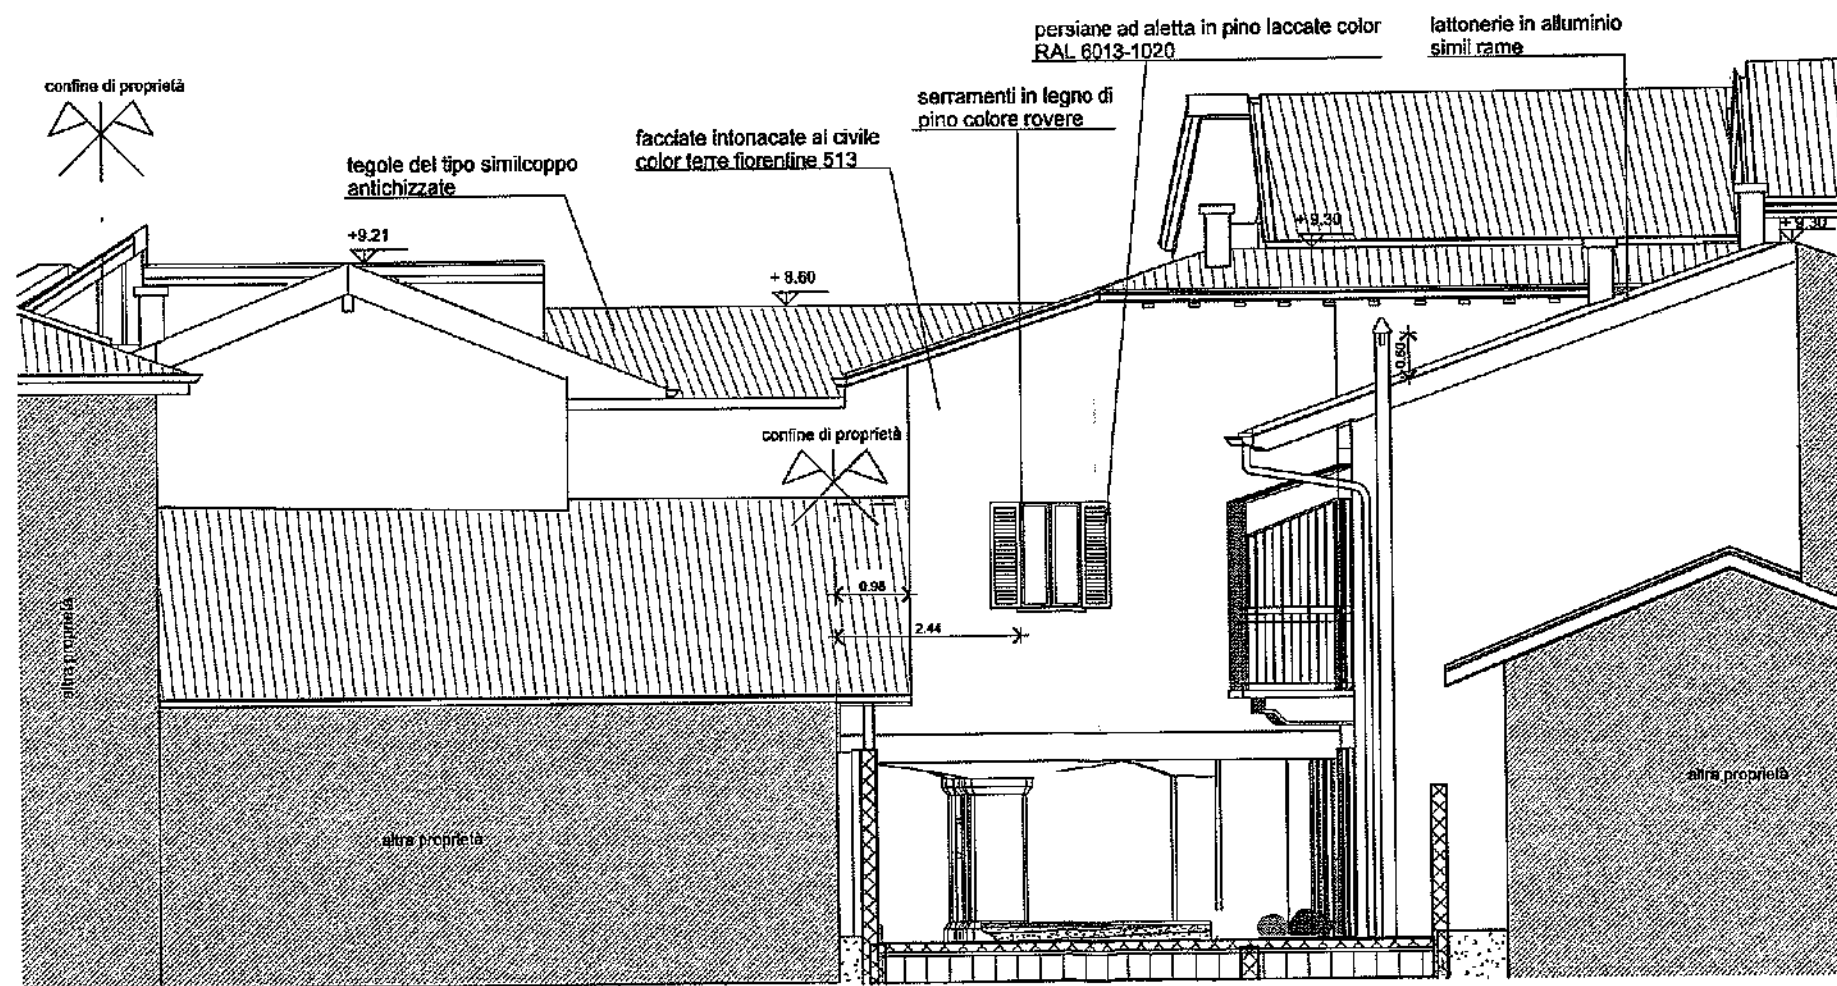 persiane ad aletta in pino laccate color
RAL 6013-1020
lattonerie in alluminio
simil rame
confine di proprietà
serramenti in legno di
pino colore rovere
facciate intonacate al civile
color terre fiorentine 513
tegole del tipo similcoppo
antichizzate
+9.21
+ 8.60
+ 9.30
+ 9.30
0.60
confine di proprietà
0.98
2.44
altra proprietà
altra proprietà
altra proprietà